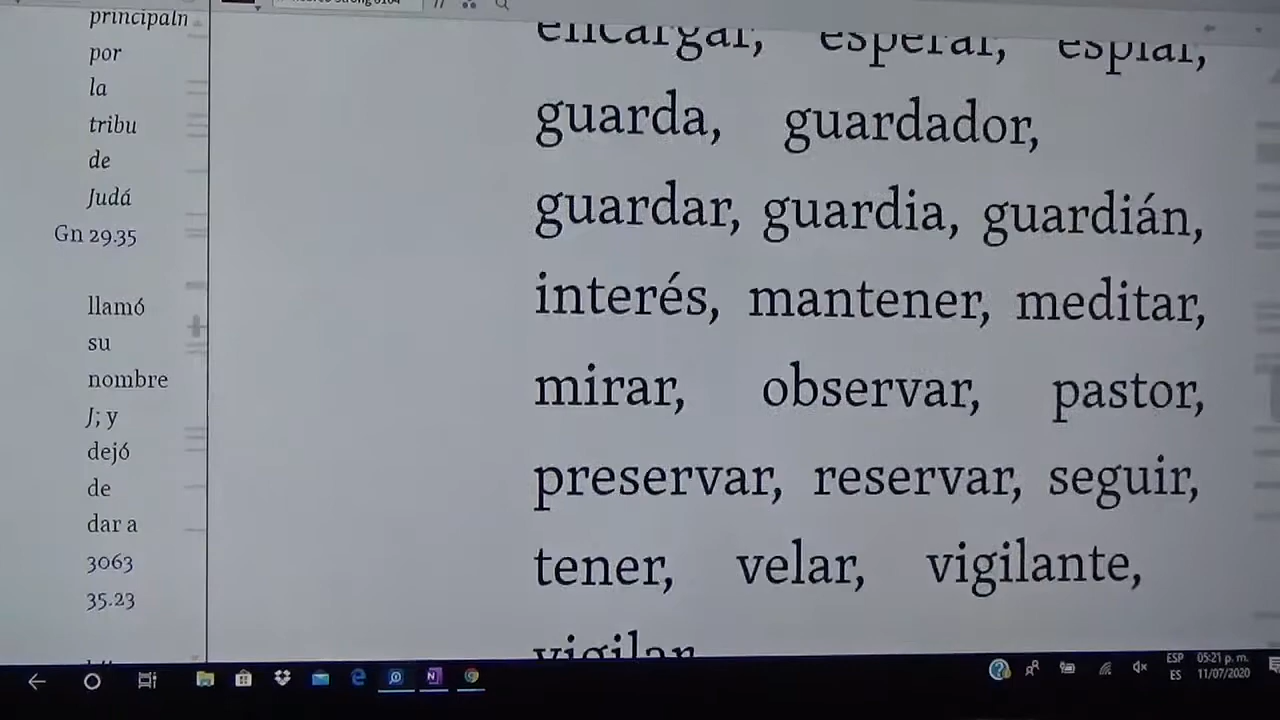 principaln
por
la
tribu
de
Judá
Gn 29.35
llamó
su
nombre
J; y
dejó
de
dar a
3063
35.23
encargar, esperar, espiar,
guarda, guardador,
guardar, guardia, guardián,
interés, mantener, meditar,
mirar, observar, pastor,
preservar, reservar, seguir,
tener, velar, vigilante,
vigilar
ESP
ES
05:21 p. m.
11/07/2020